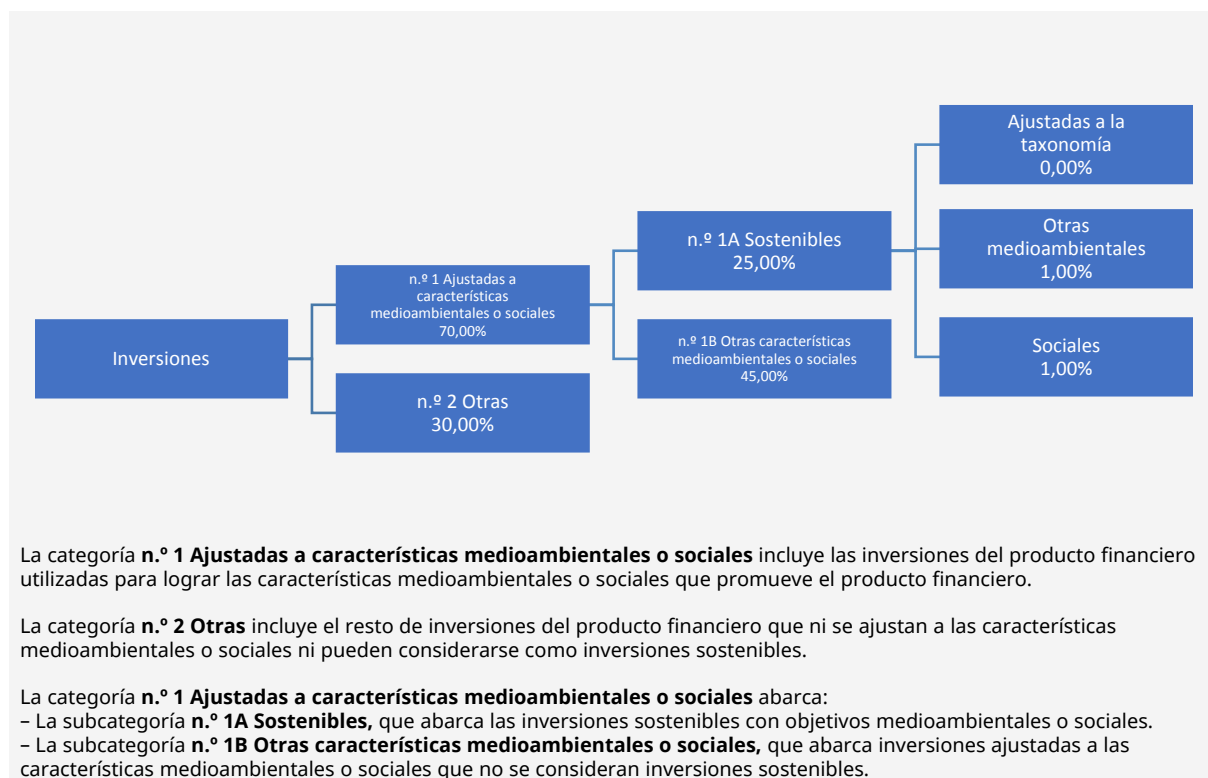 Inversiones
n.º 1 Ajustadas a
características
medioambientales o sociales
70,00%
n.º 2 Otras
30,00%
n.º 1A Sostenibles
25,00%
n.º 1B Otras características
medioambientales o sociales
45,00%
Ajustadas a la
taxonomía
0,00%
Otras
medioambientales
1,00%
Sociales
1,00%
La categoría n.º 1 Ajustadas a características medioambientales o sociales incluye las inversiones del producto financiero
utilizadas para lograr las características medioambientales o sociales que promueve el producto financiero.
La categoría n.º 2 Otras incluye el resto de inversiones del producto financiero que ni se ajustan a las características
medioambientales o sociales ni pueden considerarse como inversiones sostenibles.
La categoría n.º 1 Ajustadas a características medioambientales o sociales abarca:
– La subcategoría n.º 1A Sostenibles, que abarca las inversiones sostenibles con objetivos medioambientales o sociales.
– La subcategoría n.º 1B Otras características medioambientales o sociales, que abarca inversiones ajustadas a las
características medioambientales o sociales que no se consideran inversiones sostenibles.